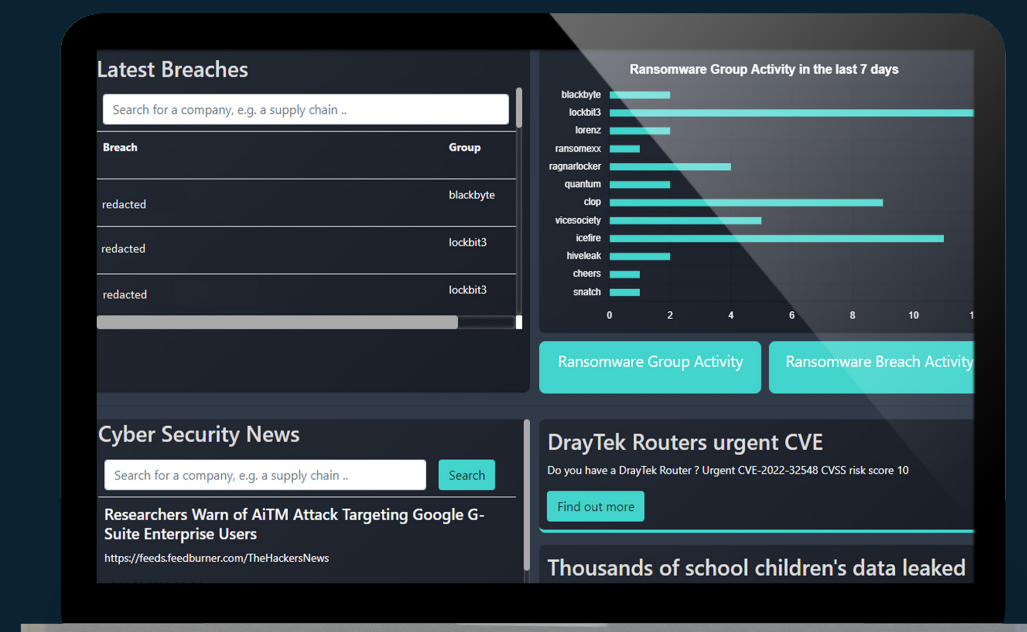 Latest Breaches
Search for a company, e.g. a supply chain ..
Breach Group
redacted blackbyte
redacted lockbit3
redacted lockbit3
Ransomware Group Activity in the last 7 days
blackbyte
lockbit3
lorenz
ransomexx
ragnarlocker
quantum
clop
vicesociety
icefire
hiveleak
cheers
snatch
0 2 4 6 8 10
Ransomware Group Activity
Ransomware Breach Activity
Cyber Security News
Search for a company, e.g. a supply chain ..
Search
Researchers Warn of AiTM Attack Targeting Google G-
Suite Enterprise Users
https://feeds.feedburner.com/TheHackersNews
DrayTek Routers urgent CVE
Do you have a DrayTek Router ? Urgent CVE-2022-32548 CVSS risk score 10
Find out more
Thousands of school children's data leaked